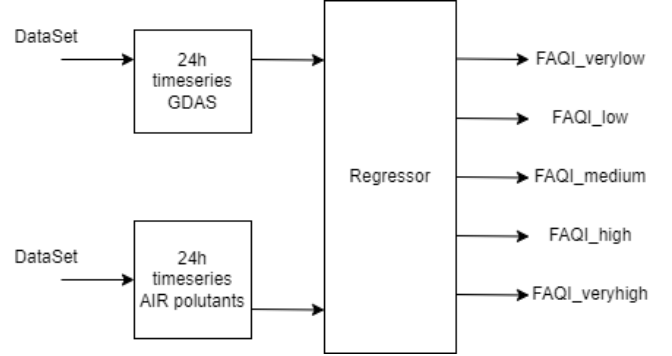 DataSet
24h
timeseries
GDAS
DataSet
24h
timeseries
AIR polutants
Regressor
FAQI_verylow
FAQI_low
FAQI_medium
FAQI_high
FAQI_veryhigh